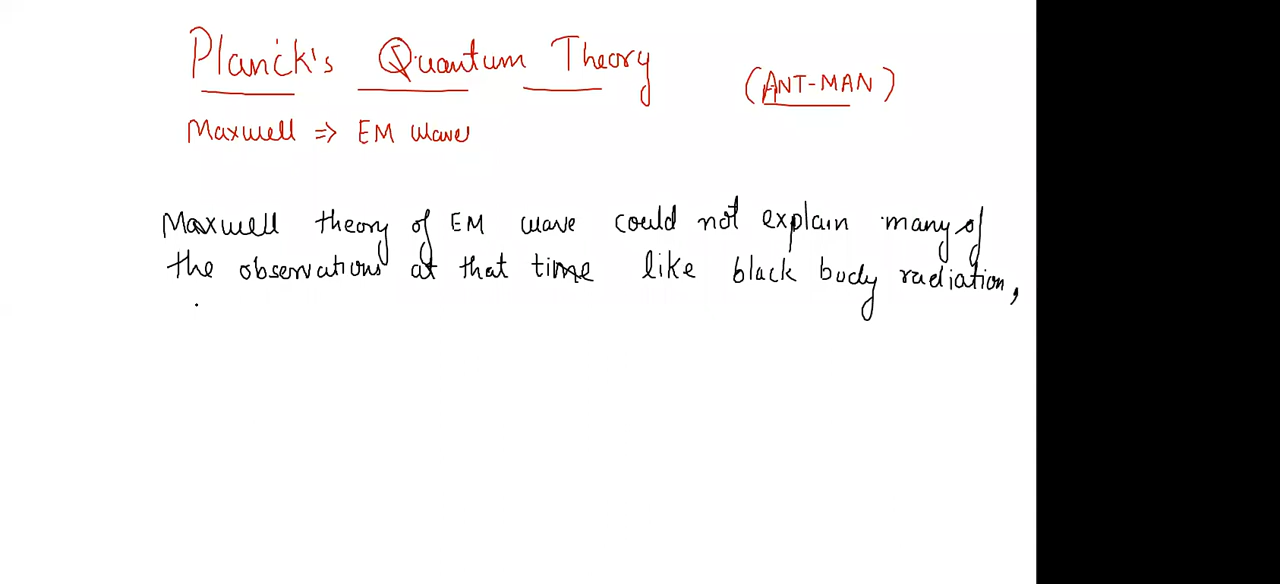 Planck's Quantum Theory (ANT-MAN)
Maxwell ⇒ EM wave
Maxwell theory of EM wave could not explain many of
the observations at that time like black body radiation,